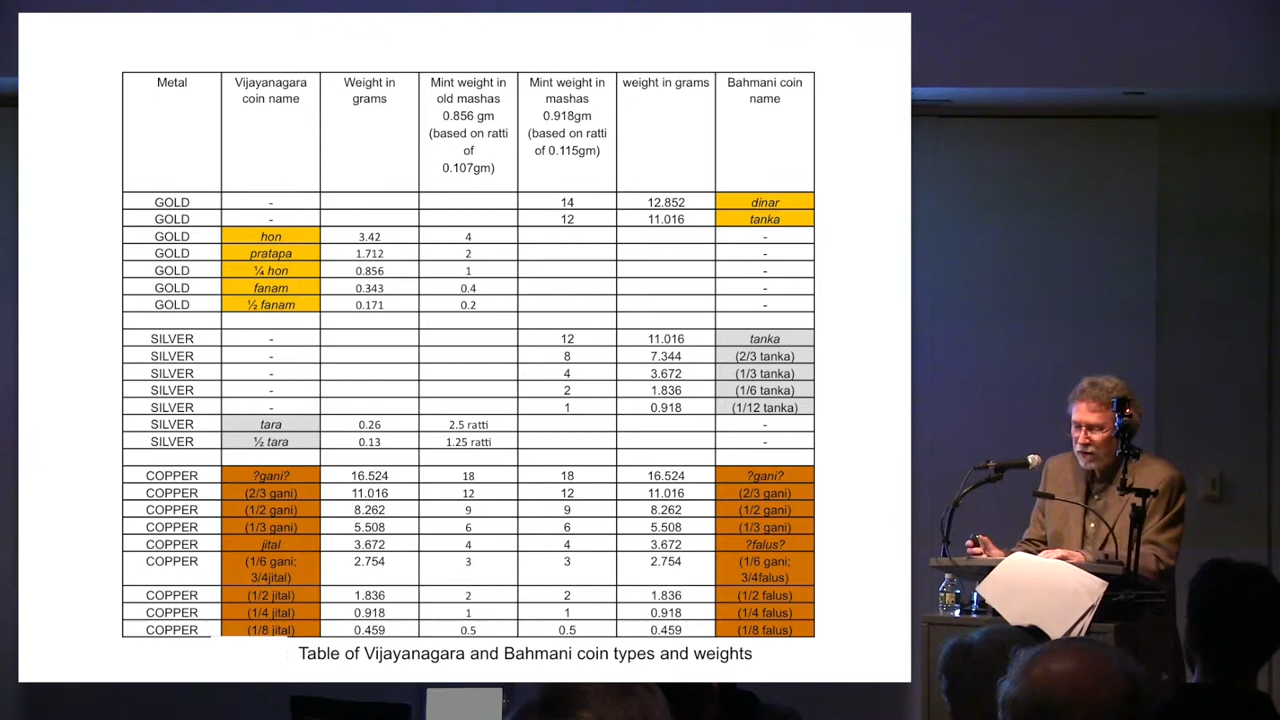 Metal | Vijayanagara coin name | Weight in grams | Mint weight in old mashas 0.856 gm (based on ratti of 0.107gm) | Mint weight in mashas 0.918gm (based on ratti of 0.115gm) | weight in grams | Bahmani coin name
GOLD | - | | | 14 | 12.852 | dinar
GOLD | - | | | 12 | 11.016 | tanka
GOLD | hon | 3.42 | 4 | | | -
GOLD | pratapa | 1.712 | 2 | | | -
GOLD | ¼ hon | 0.856 | 1 | | | -
GOLD | fanam | 0.343 | 0.4 | | | -
GOLD | ½ fanam | 0.171 | 0.2 | | | -
SILVER | - | | | 12 | 11.016 | tanka
SILVER | - | | | 8 | 7.344 | (2/3 tanka)
SILVER | - | | | 4 | 3.672 | (1/3 tanka)
SILVER | - | | | 2 | 1.836 | (1/6 tanka)
SILVER | - | | | 1 | 0.918 | (1/12 tanka)
SILVER | tara | 0.26 | 2.5 ratti | | | -
SILVER | ½ tara | 0.13 | 1.25 ratti | | | -
COPPER | ?gani? | 16.524 | 18 | 18 | 16.524 | ?gani?
COPPER | (2/3 gani) | 11.016 | 12 | 12 | 11.016 | (2/3 gani)
COPPER | (1/2 gani) | 8.262 | 9 | 9 | 8.262 | (1/2 gani)
COPPER | (1/3 gani) | 5.508 | 6 | 6 | 5.508 | (1/3 gani)
COPPER | jital | 3.672 | 4 | 4 | 3.672 | ?falus?
COPPER | (1/6 gani; 3/4jital) | 2.754 | 3 | 3 | 2.754 | (1/6 gani; 3/4falus)
COPPER | (1/2 jital) | 1.836 | 2 | 2 | 1.836 | (1/2 falus)
COPPER | (1/4 jital) | 0.918 | 1 | 1 | 0.918 | (1/4 falus)
COPPER | (1/8 jital) | 0.459 | 0.5 | 0.5 | 0.459 | (1/8 falus)
Table of Vijayanagara and Bahmani coin types and weights